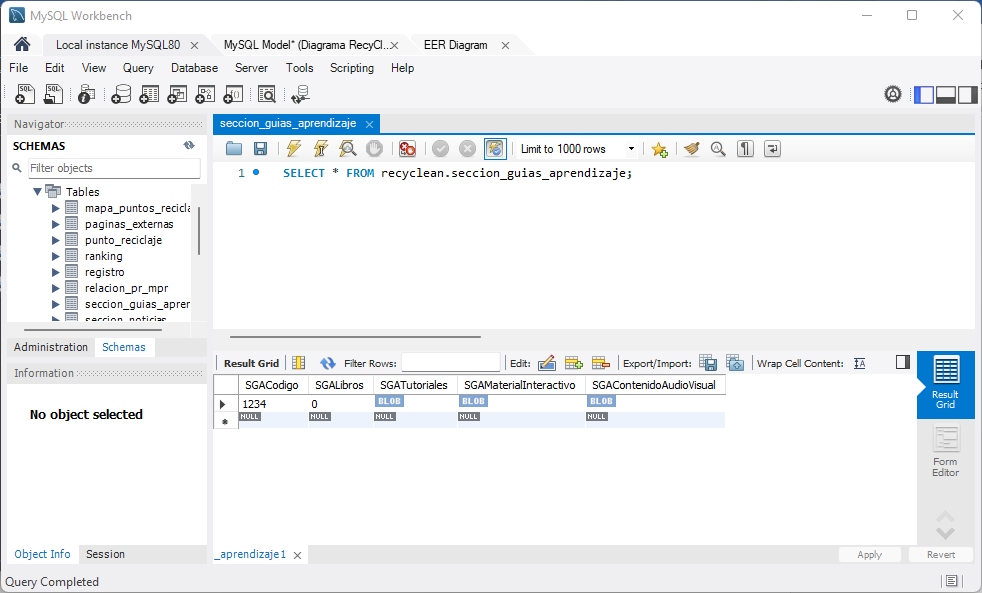 MySQL Workbench
Local instance MySQL80
MySQL Model* (Diagrama RecyCl...
EER Diagram
File Edit View Query Database Server Tools Scripting Help
Navigator
SCHEMAS
Filter objects
Tables
mapa_puntos_recicla
paginas_externas
punto_reciclaje
ranking
registro
relacion_pr_mpr
seccion_guias_apren
seccion_noticias
Administration Schemas
Information
No object selected
Object Info Session
seccion_guias_aprendizaje
Limit to 1000 rows
1 SELECT * FROM recyclean.seccion_guias_aprendizaje;
Result Grid Filter Rows: Edit: Export/Import: Wrap Cell Content: IA
SGACodigo SGALibros SGATutoriales SGAMaterialInteractivo SGAContenidoAudioVisual
1234 0 BLOB BLOB BLOB
NULL NULL NULL NULL NULL
Result
Grid
Form
Editor
_aprendizaje1
Apply Revert
Query Completed